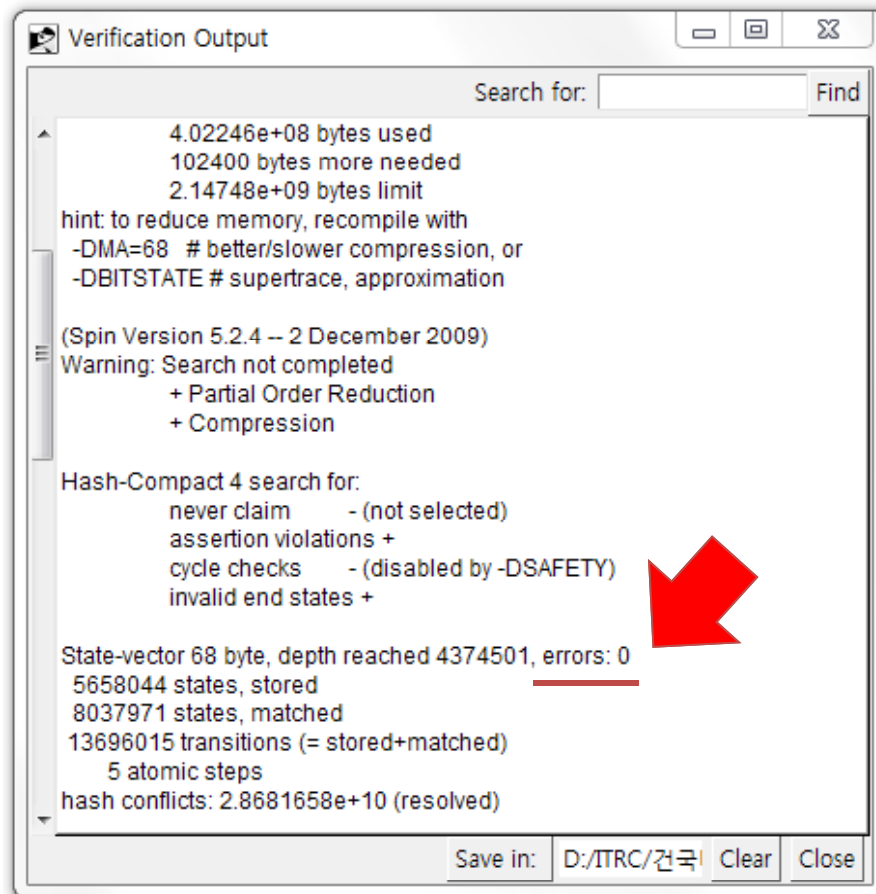 Verification Output
Search for: Find
4.02246e+08 bytes used
102400 bytes more needed
2.14748e+09 bytes limit
hint: to reduce memory, recompile with
-DMA=68 # better/slower compression, or
-DBITSTATE # supertrace, approximation
(Spin Version 5.2.4 -- 2 December 2009)
Warning: Search not completed
+ Partial Order Reduction
+ Compression
Hash-Compact 4 search for:
never claim - (not selected)
assertion violations +
cycle checks - (disabled by -DSAFETY)
invalid end states +
State-vector 68 byte, depth reached 4374501, errors: 0
5658044 states, stored
8037971 states, matched
13696015 transitions (= stored+matched)
5 atomic steps
hash conflicts: 2.8681658e+10 (resolved)
Save in: D:/ITRC/건국 Clear Close